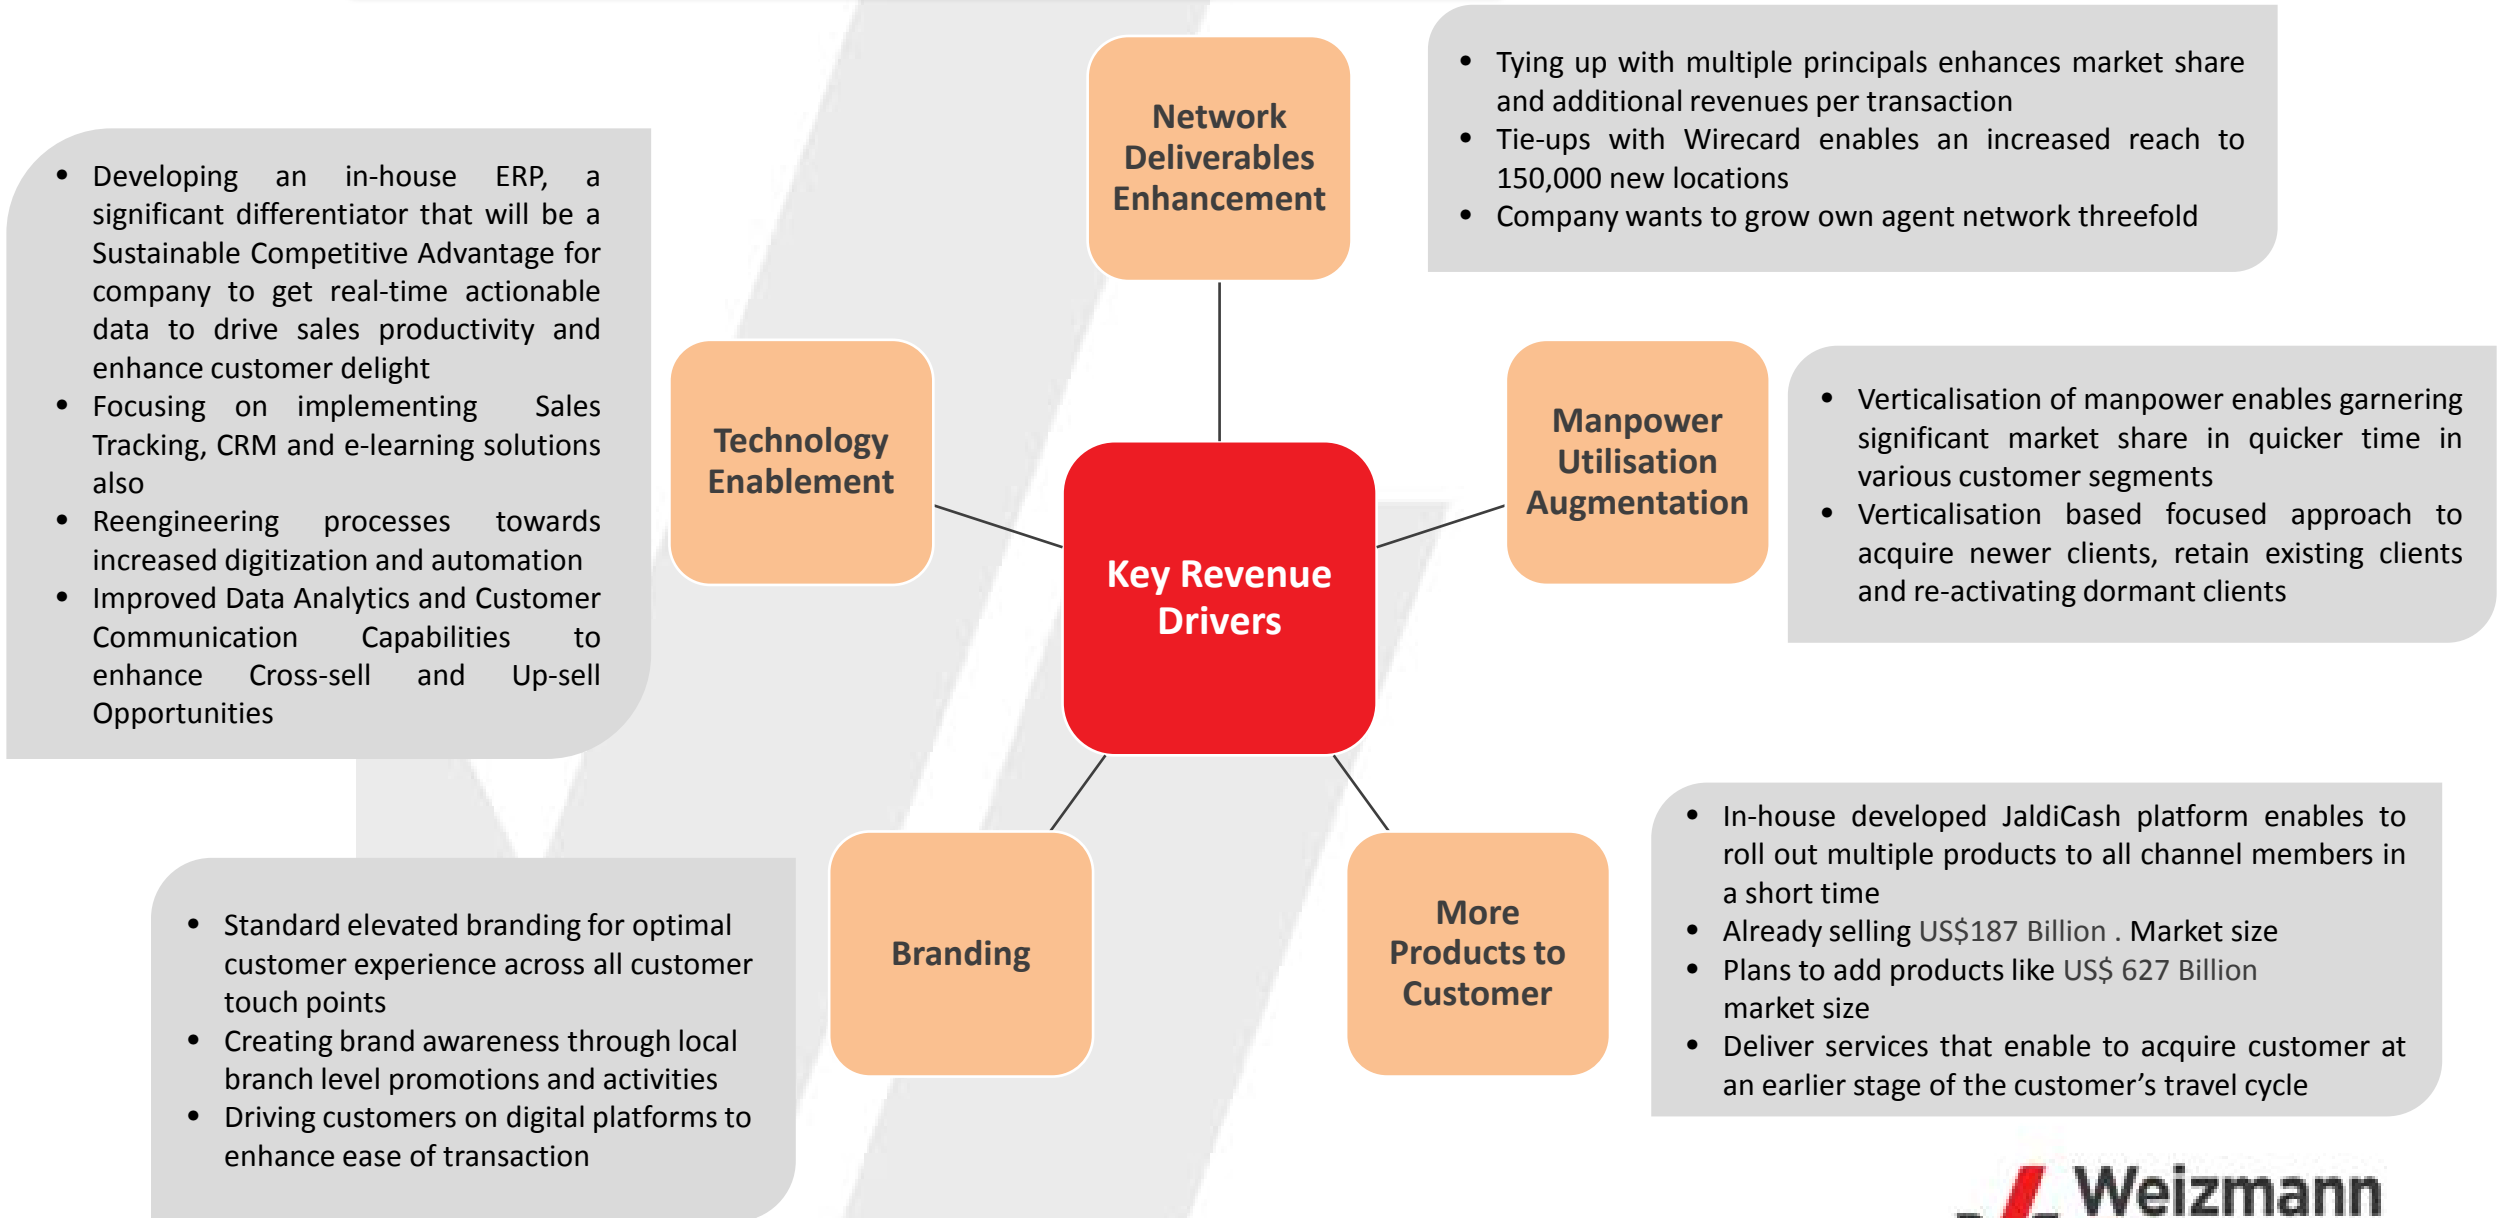 Network
Deliverables
Enhancement
• Tying up with multiple principals enhances market share
and additional revenues per transaction
• Tie-ups with Wirecard enables an increased reach to
150,000 new locations
• Company wants to grow own agent network threefold
• Developing an in-house ERP, a
significant differentiator that will be a
Sustainable Competitive Advantage for
company to get real-time actionable
data to drive sales productivity and
enhance customer delight
• Focusing on implementing Sales
Tracking, CRM and e-learning solutions
also
• Reengineering processes towards
increased digitization and automation
• Improved Data Analytics and Customer
Communication Capabilities to
enhance Cross-sell and Up-sell
Opportunities
Technology
Enablement
Key Revenue
Drivers
Manpower
Utilisation
Augmentation
• Verticalisation of manpower enables garnering
significant market share in quicker time in
various customer segments
• Verticalisation based focused approach to
acquire newer clients, retain existing clients
and re-activating dormant clients
• Standard elevated branding for optimal
customer experience across all customer
touch points
• Creating brand awareness through local
branch level promotions and activities
• Driving customers on digital platforms to
enhance ease of transaction
Branding
More
Products to
Customer
• In-house developed JaldiCash platform enables to
roll out multiple products to all channel members in
a short time
• Already selling US$187 Billion . Market size
• Plans to add products like US$ 627 Billion
market size
• Deliver services that enable to acquire customer at
an earlier stage of the customer’s travel cycle
Weizmann